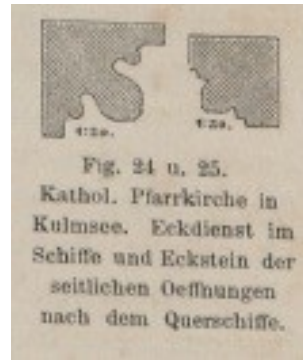 1:20. 1:20.
Fig. 24 u. 25.
Kathol. Pfarrkirche in
Kulmsee. Eckdienst im
Schiffe und Eckstein der
seitlichen Oeffnungen
nach dem Querschiffe.